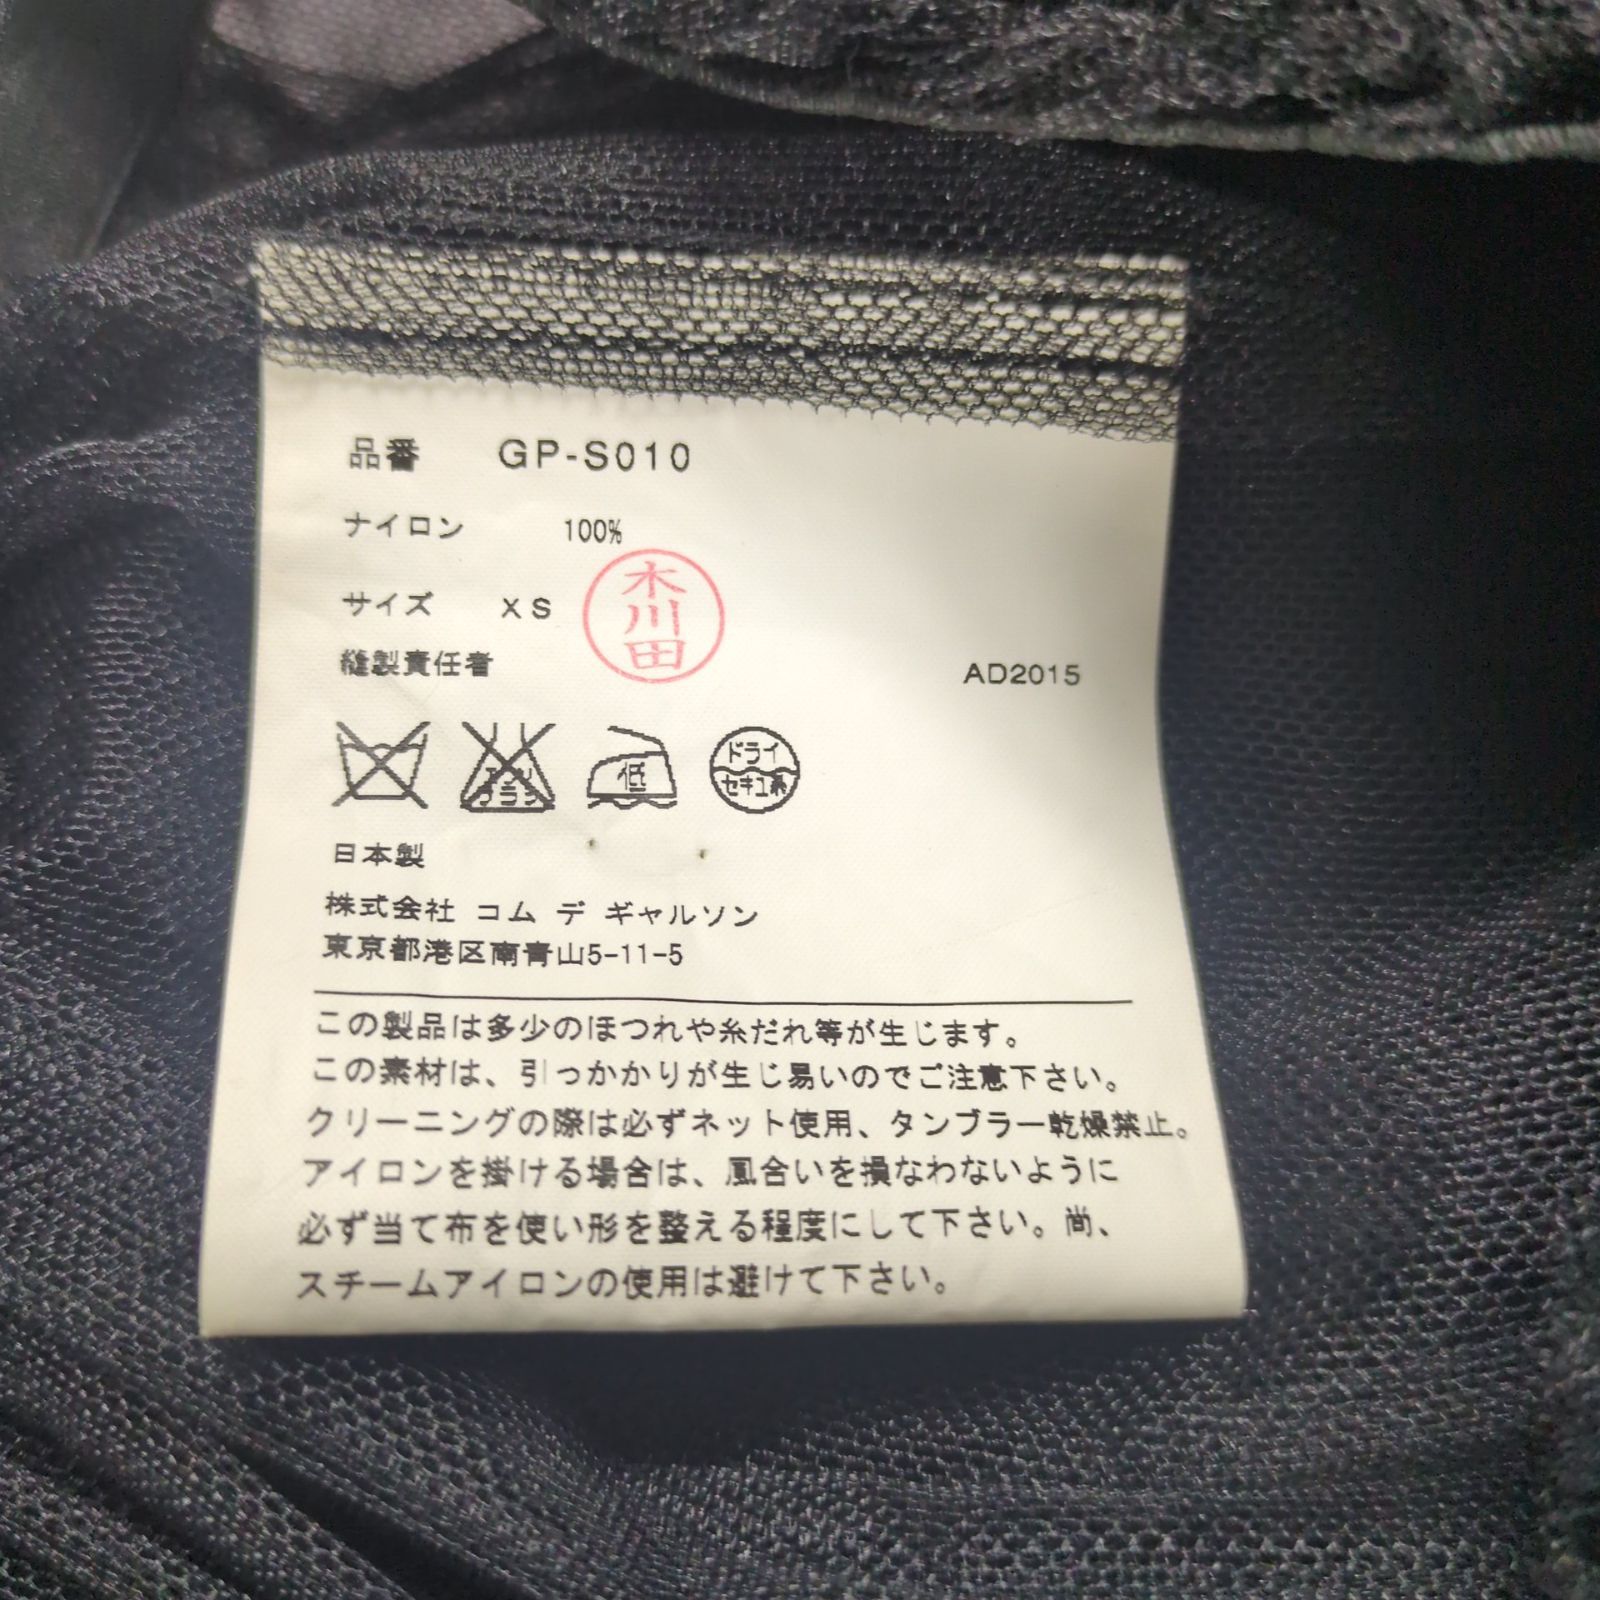 品番 GP-S010
ナイロン 100%
サイズ XS
木川田
縫製責任者
AD2015
エンソ
サラシ
低
ドライ
セキユ系
日本製
株式会社 コム デ ギャルソン
東京都港区南青山5-11-5
この製品は多少のほつれや糸だれ等が生じます。
この素材は、引っかかりが生じ易いのでご注意下さい。
クリーニングの際は必ずネット使用、タンブラー乾燥禁止。
アイロンを掛ける場合は、風合いを損なわないように
必ず当て布を使い形を整える程度にして下さい。尚、
スチームアイロンの使用は避けて下さい。